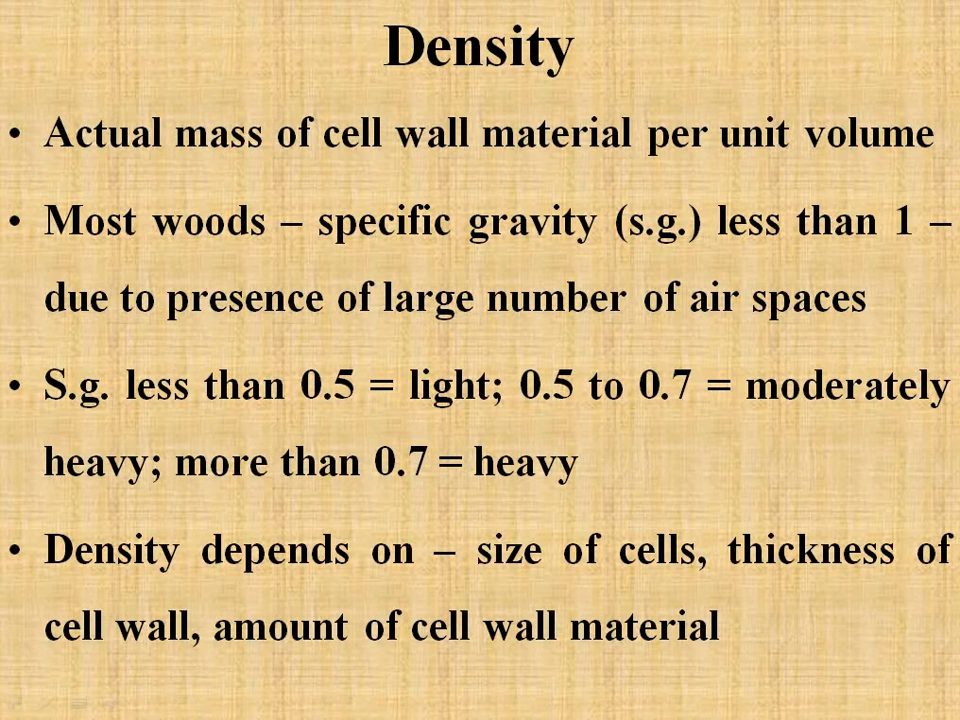 Density
• Actual mass of cell wall material per unit volume
• Most woods – specific gravity (s.g.) less than 1 –
due to presence of large number of air spaces
• S.g. less than 0.5 = light; 0.5 to 0.7 = moderately
heavy; more than 0.7 = heavy
• Density depends on – size of cells, thickness of
cell wall, amount of cell wall material